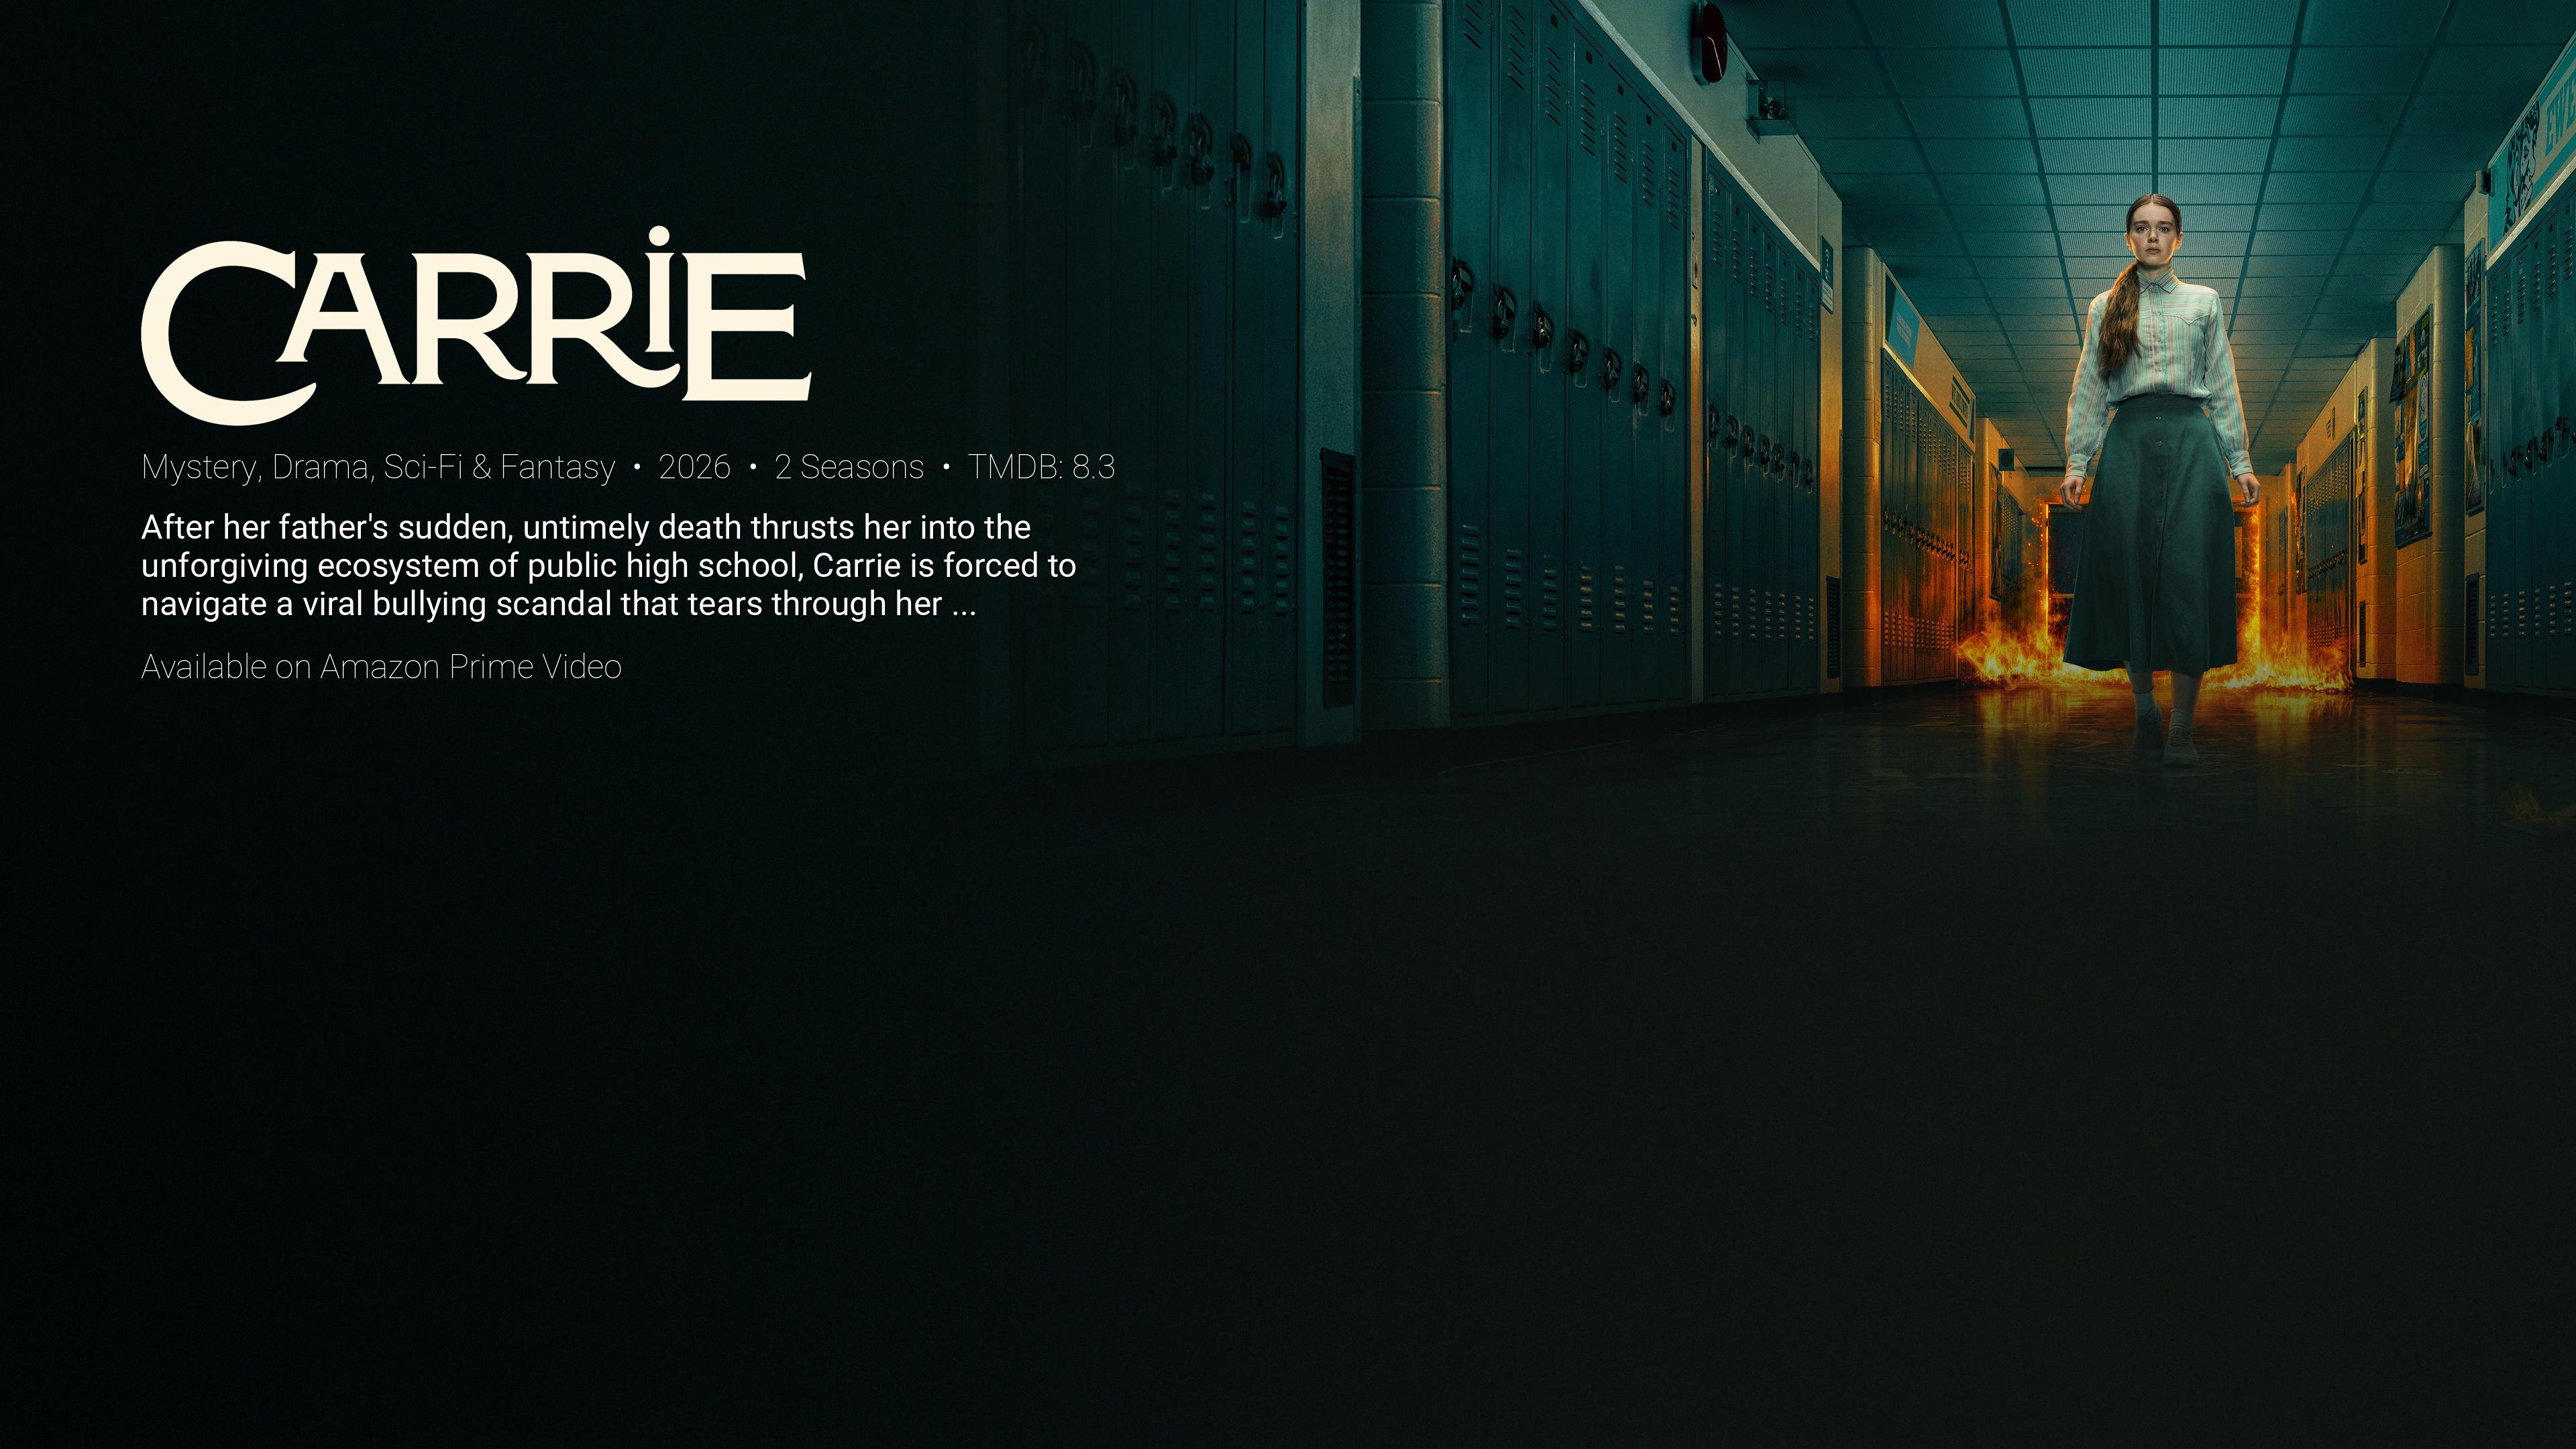 CARRiE
Mystery, Drama, Sci-Fi & Fantasy • 2026 • 2 Seasons • TMDB: 8.3
After her father's sudden, untimely death thrusts her into the
unforgiving ecosystem of public high school, Carrie is forced to
navigate a viral bullying scandal that tears through her ...
Available on Amazon Prime Video